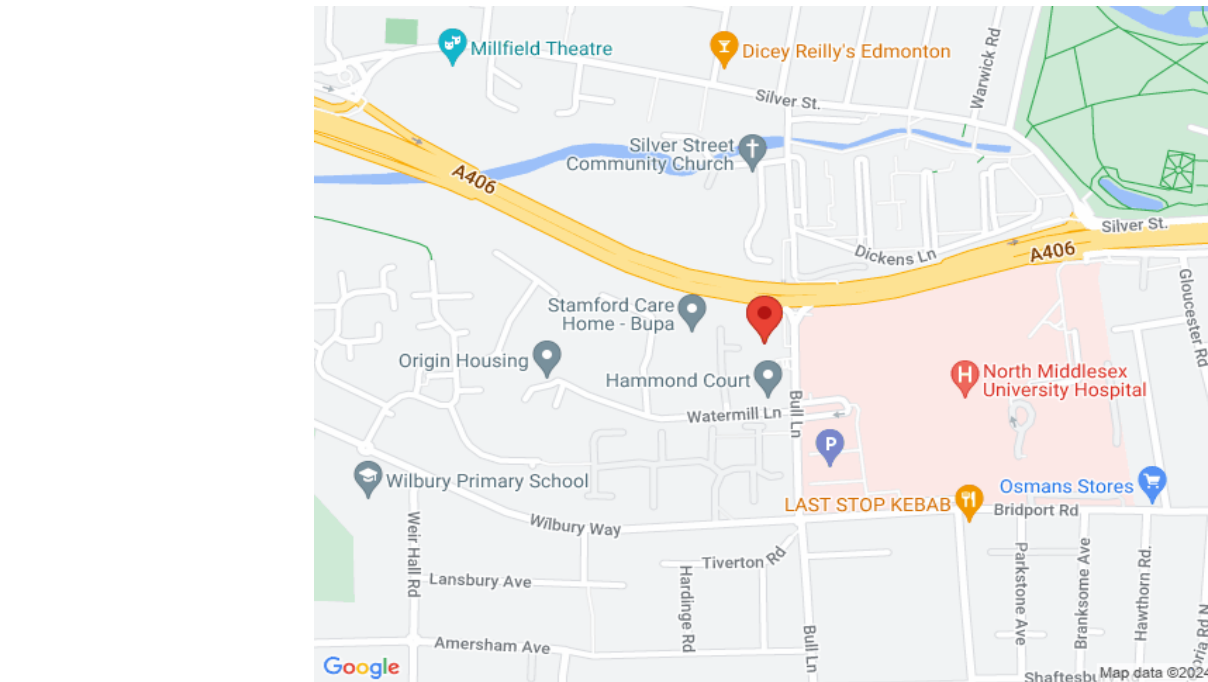 Millfield Theatre
Dicey Reilly's Edmonton
Warwick Rd
Silver St.
Silver Street
Community Church
A406
Silver St.
Dickens Ln
A406
Gloucester Rd
Stamford Care
Home - Bupa
Origin Housing
Hammond Court
H
North Middlesex
University Hospital
Watermill Ln
Bull Ln
P
Wilbury Primary School
Osmans Stores
LAST STOP KEBAB
Bridport Rd
Wilbury Way
Weir Hall Rd
Tiverton Rd
Lansbury Ave
Hardinge Rd
Parkstone Ave
Branksome Ave
Hawthorn Rd.
Amersham Ave
Bull Ln
Google
Map data ©2024